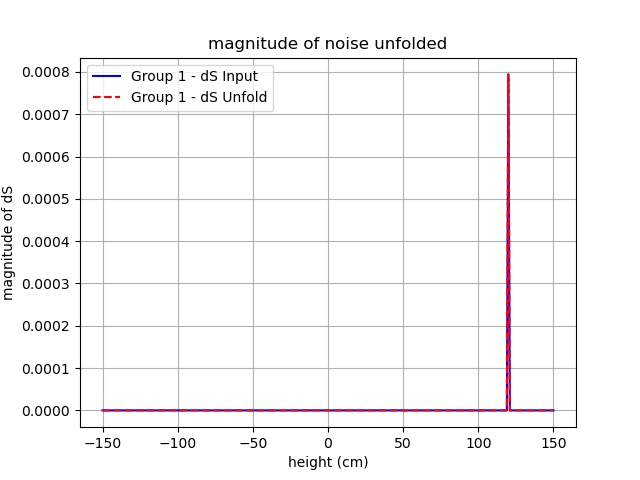 magnitude of noise unfolded
Group 1 - dS Input
Group 1 - dS Unfold
magnitude of dS
0.0008
0.0007
0.0006
0.0005
0.0004
0.0003
0.0002
0.0001
0.0000
−150 −100 −50 0 50 100 150
height (cm)